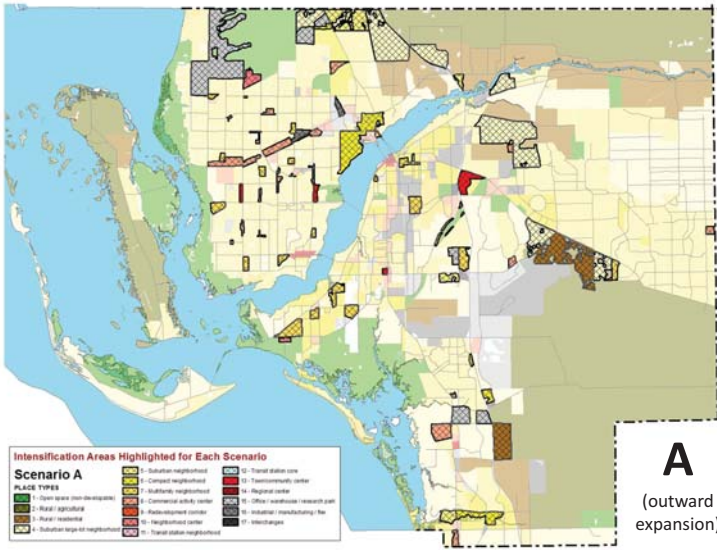 Intensification Areas Highlighted for Each Scenario
Scenario A
PLACE TYPES
1 - Open space (non-developable)
2 - Rural / agricultural
3 - Rural / residential
4 - Suburban large-lot neighborhood
5 - Suburban neighborhood
6 - Compact neighborhood
7 - Multifamily neighborhood
8 - Commercial activity center
9 - Redevelopment corridor
10 - Neighborhood center
11 - Transit station neighborhood
12 - Transit station core
13 - Town/community center
14 - Regional center
15 - Office / warehouse / research park
16 - Industrial / manufacturing / flex
17 - Interchanges
A
(outward
expansion)